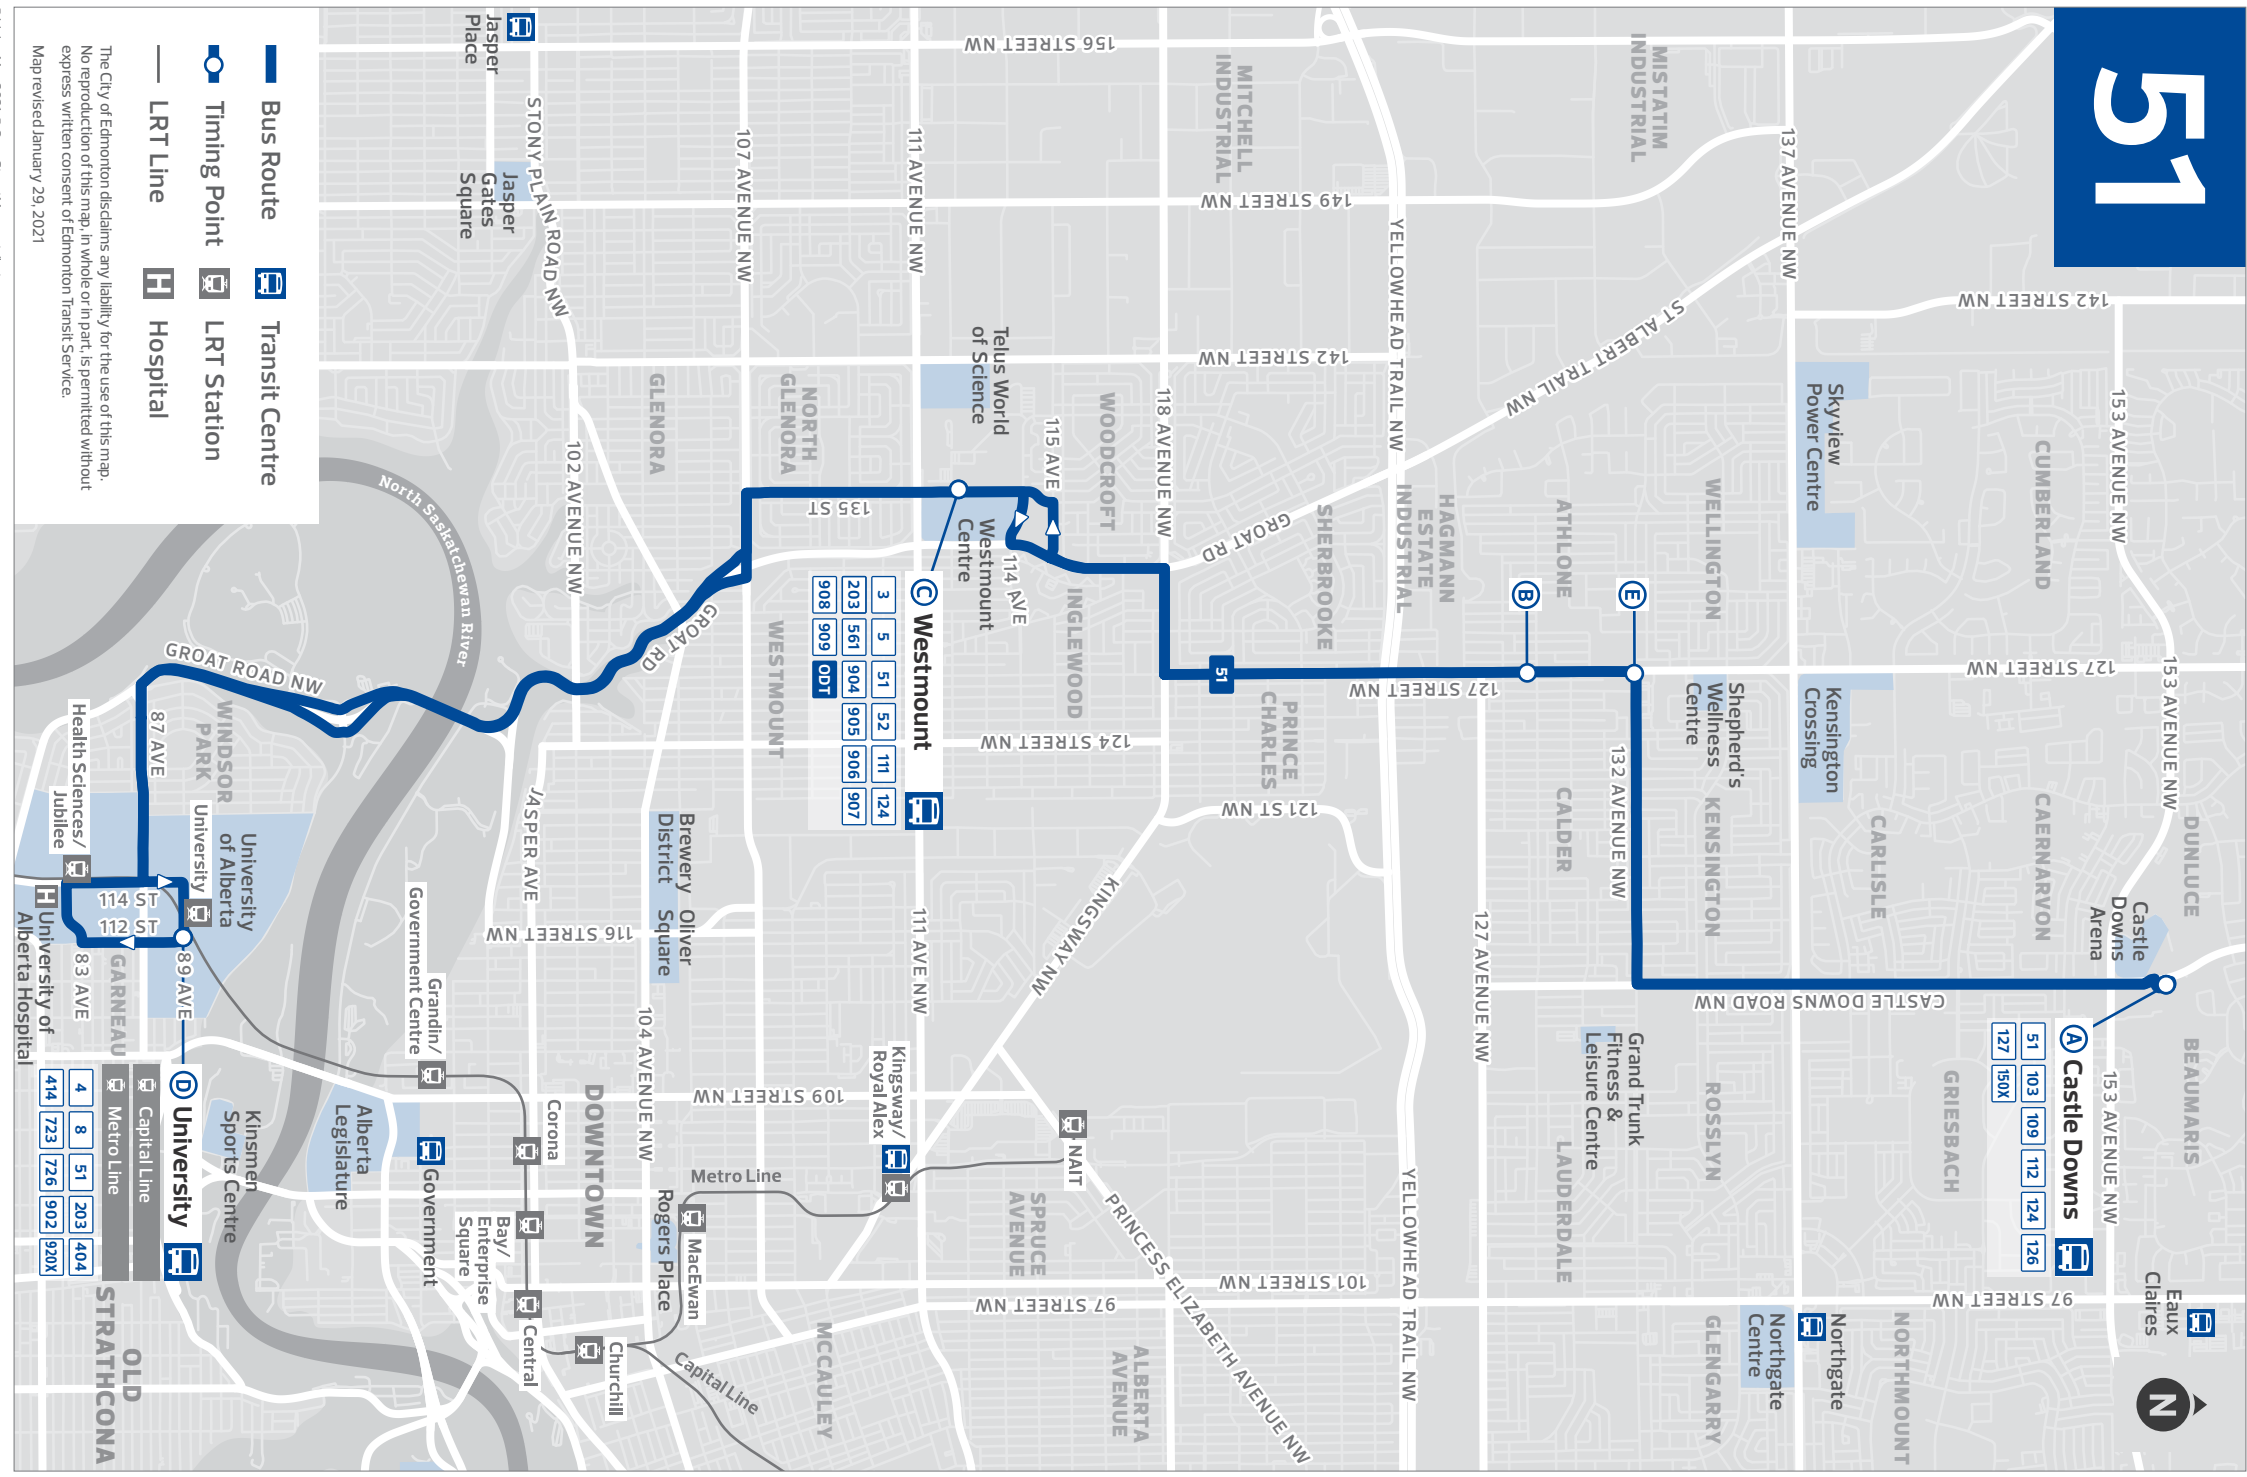 51
156 STREET NW
149 STREET NW
142 STREET NW
142 STREET NW
127 STREET NW
127 STREET NW
124 STREET NW
121 ST NW
116 STREET NW
109 STREET NW
101 STREET NW
97 STREET NW
97 STREET NW
135 ST
114 ST
112 ST
153 AVENUE NW
153 AVENUE NW
153 AVENUE NW
137 AVENUE NW
132 AVENUE NW
127 AVENUE NW
YELLOWHEAD TRAIL NW
YELLOWHEAD TRAIL NW
118 AVENUE NW
115 AVE
114 AVE
111 AVENUE NW
111 AVE NW
107 AVENUE NW
104 AVENUE NW
102 AVENUE NW
STONY PLAIN ROAD NW
JASPER AVE
89 AVE
87 AVE
83 AVE
ST ALBERT TRAIL NW
GROAT RD
GROAT RD
GROAT ROAD NW
CASTLE DOWNS ROAD NW
KINGSWAY NW
PRINCESS ELIZABETH AVENUE NW
MISTATIM
INDUSTRIAL
MITCHELL
INDUSTRIAL
CUMBERLAND
DUNLUCE
CAERNARVON
CARLISLE
BEAUMARIS
GRIESBACH
NORTHMOUNT
GLENGARRY
ROSSLYN
LAUDERDALE
KENSINGTON
CALDER
WELLINGTON
ATHLONE
HAGMANN
ESTATE
INDUSTRIAL
SHERBROOKE
PRINCE
CHARLES
WOODCROFT
INGLEWOOD
NORTH
GLENORA
GLENORA
WESTMOUNT
SPRUCE
AVENUE
ALBERTA
AVENUE
MCCAULEY
DOWNTOWN
WINDSOR
PARK
GARNEAU
OLD
STRATHCONA
Skyview
Power Centre
Kensington
Crossing
Shepherd's
Wellness
Centre
Castle
Downs
Arena
Eaux
Claires
Northgate
Northgate
Centre
Grand Trunk
Fitness &
Leisure Centre
Telus World
of Science
Westmount
Centre
Jasper
Place
Jasper
Gates
Square
Brewery
District
Oliver
Square
Kingsway/
Royal Alex
NAIT
Metro Line
MacEwan
Rogers Place
Churchill
Capital Line
Central
Bay/
Enterprise
Square
Corona
Government
Grandin/
Government Centre
Alberta
Legislature
Kinsmen
Sports Centre
University
of Alberta
University
Health Sciences/
Jubilee
H
University of
Alberta Hospital
North Saskatchewan River
51
A Castle Downs
51 103 109 112 124 126
127 150X
B
E
C Westmount
3 5 51 52 111 124
203 561 904 905 906 907
908 909 ODT
D University
Capital Line
Metro Line
4 8 51 203 404
414 723 726 902 920X
N
Bus Route
Transit Centre
Timing Point
LRT Station
LRT Line
H Hospital
The City of Edmonton disclaims any liability for the use of this map.
No reproduction of this map, in whole or in part, is permitted without
express written consent of Edmonton Transit Service.
Map revised January 29, 2021